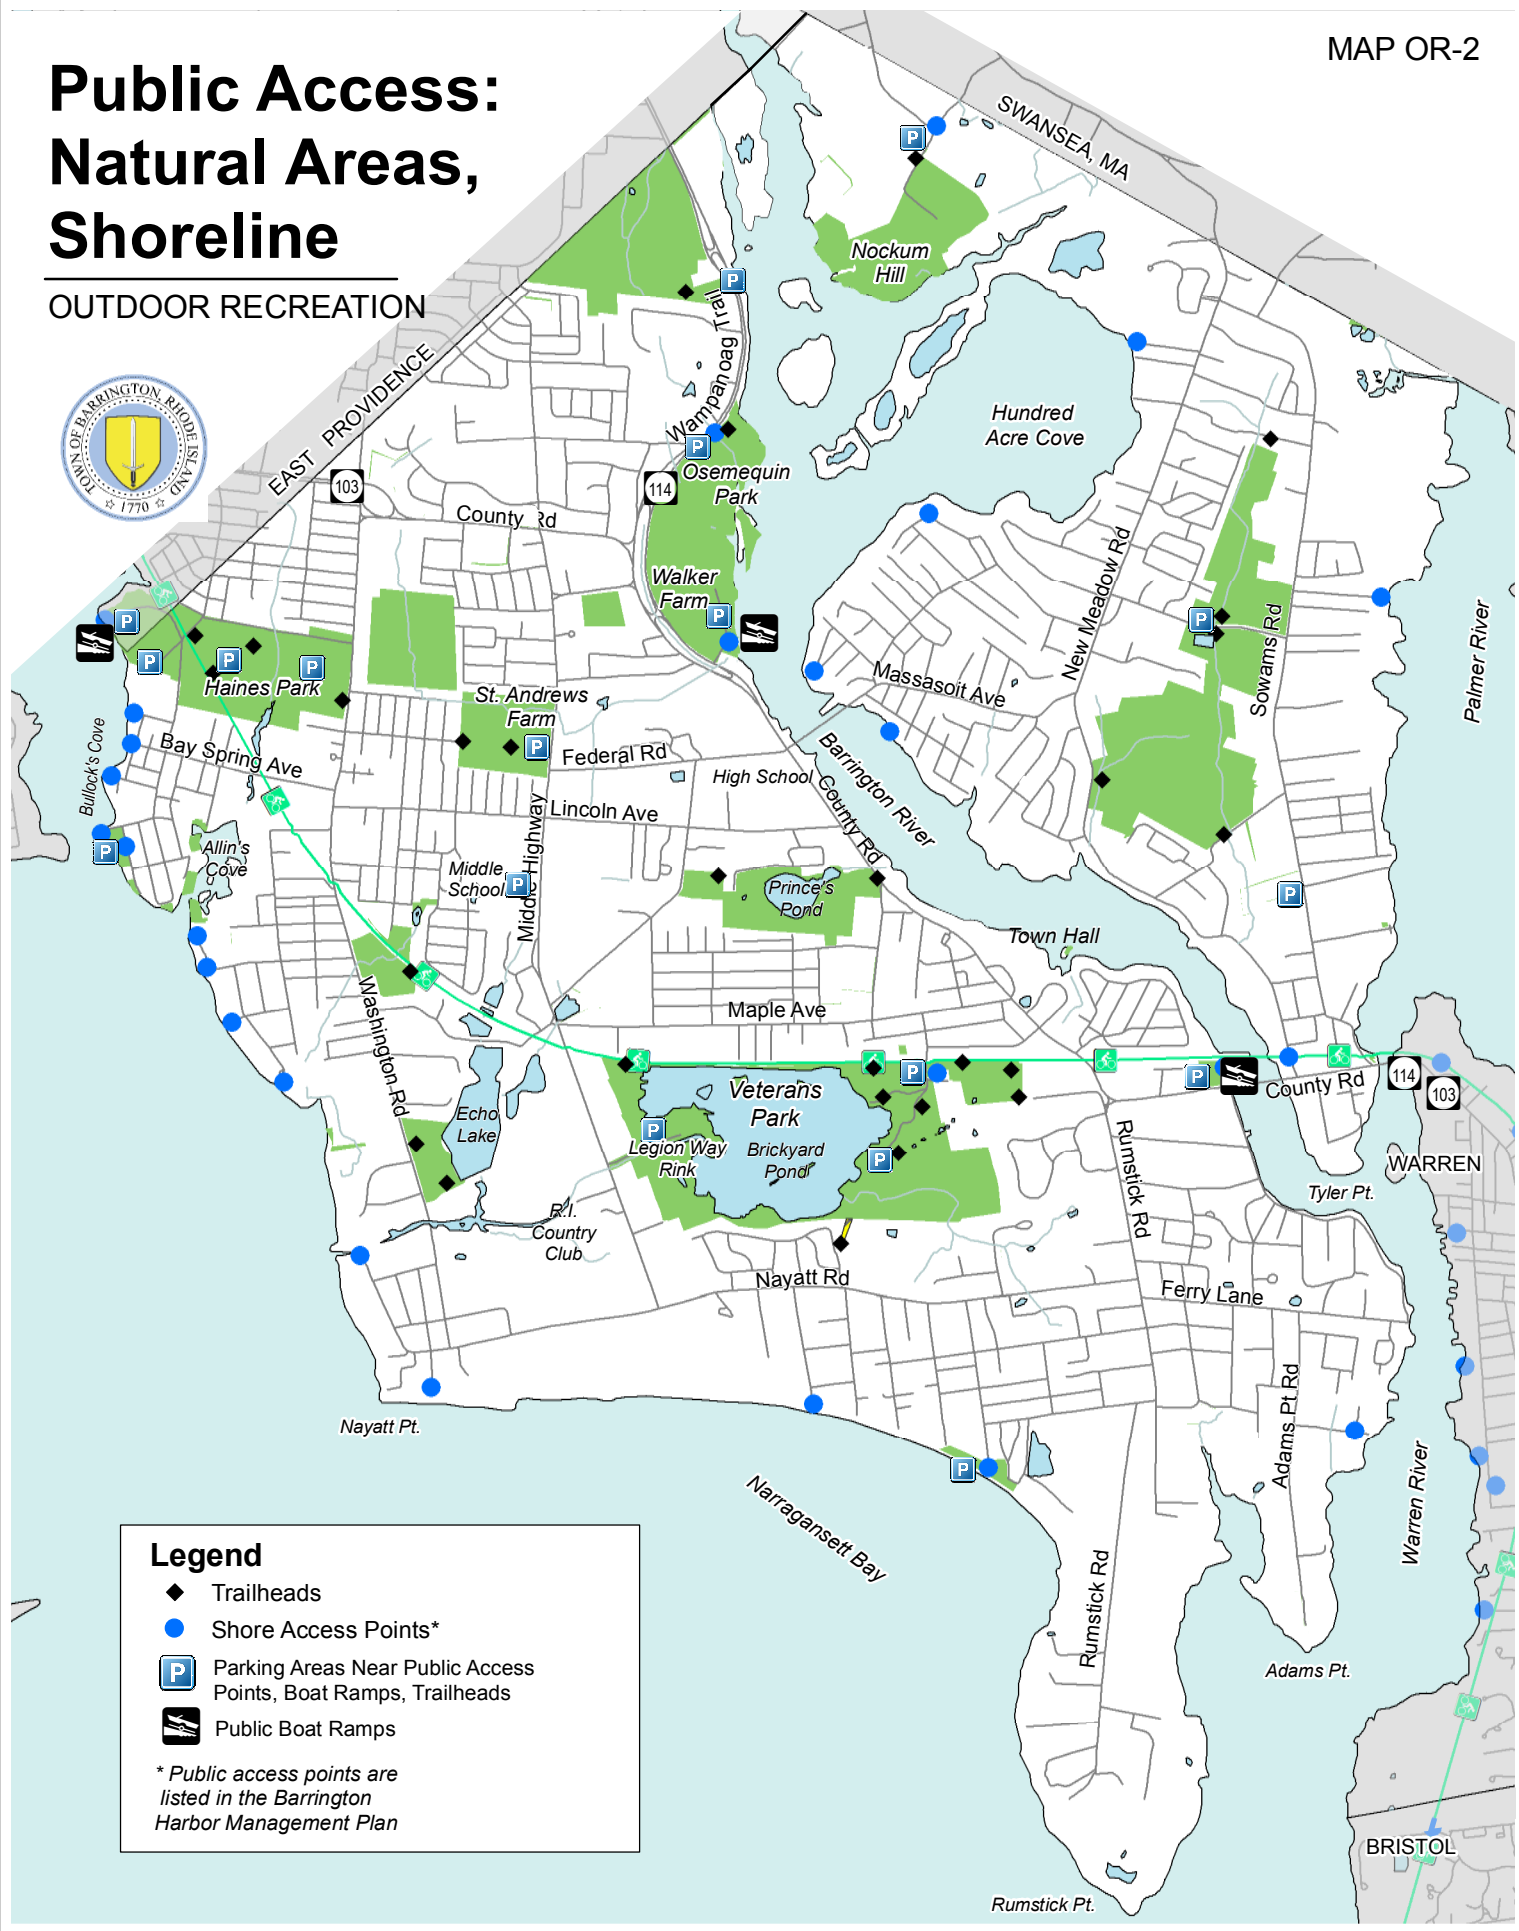 MAP OR-2
Public Access:
Natural Areas,
Shoreline
OUTDOOR RECREATION
TOWN OF BARRINGTON, RHODE ISLAND
1770
SWANSEA, MA
EAST PROVIDENCE
Nockum
Hill
Wampanoag Trail
Hundred
Acre Cove
Osemequin
Park
103
114
County Rd
Walker
Farm
New Meadow Rd
Sowams Rd
Palmer River
Massasoit Ave
Haines Park
St. Andrews
Farm
Federal Rd
Bay Spring Ave
Bullock's Cove
High School
Barrington River
County Rd
Lincoln Ave
Middle Highway
Allin's
Cove
Middle
School
Prince's
Pond
Town Hall
Maple Ave
Washington Rd
Veterans
Park
Echo
Lake
Legion Way
Rink
Brickyard
Pond
County Rd
114
103
WARREN
Rumstick Rd
Tyler Pt.
R.I.
Country
Club
Nayatt Rd
Ferry Lane
Adams Pt Rd
Nayatt Pt.
Narragansett Bay
Warren River
Rumstick Rd
Adams Pt.
BRISTOL
Rumstick Pt.
Legend
Trailheads
Shore Access Points*
P
Parking Areas Near Public Access
Points, Boat Ramps, Trailheads
Public Boat Ramps
* Public access points are
listed in the Barrington
Harbor Management Plan